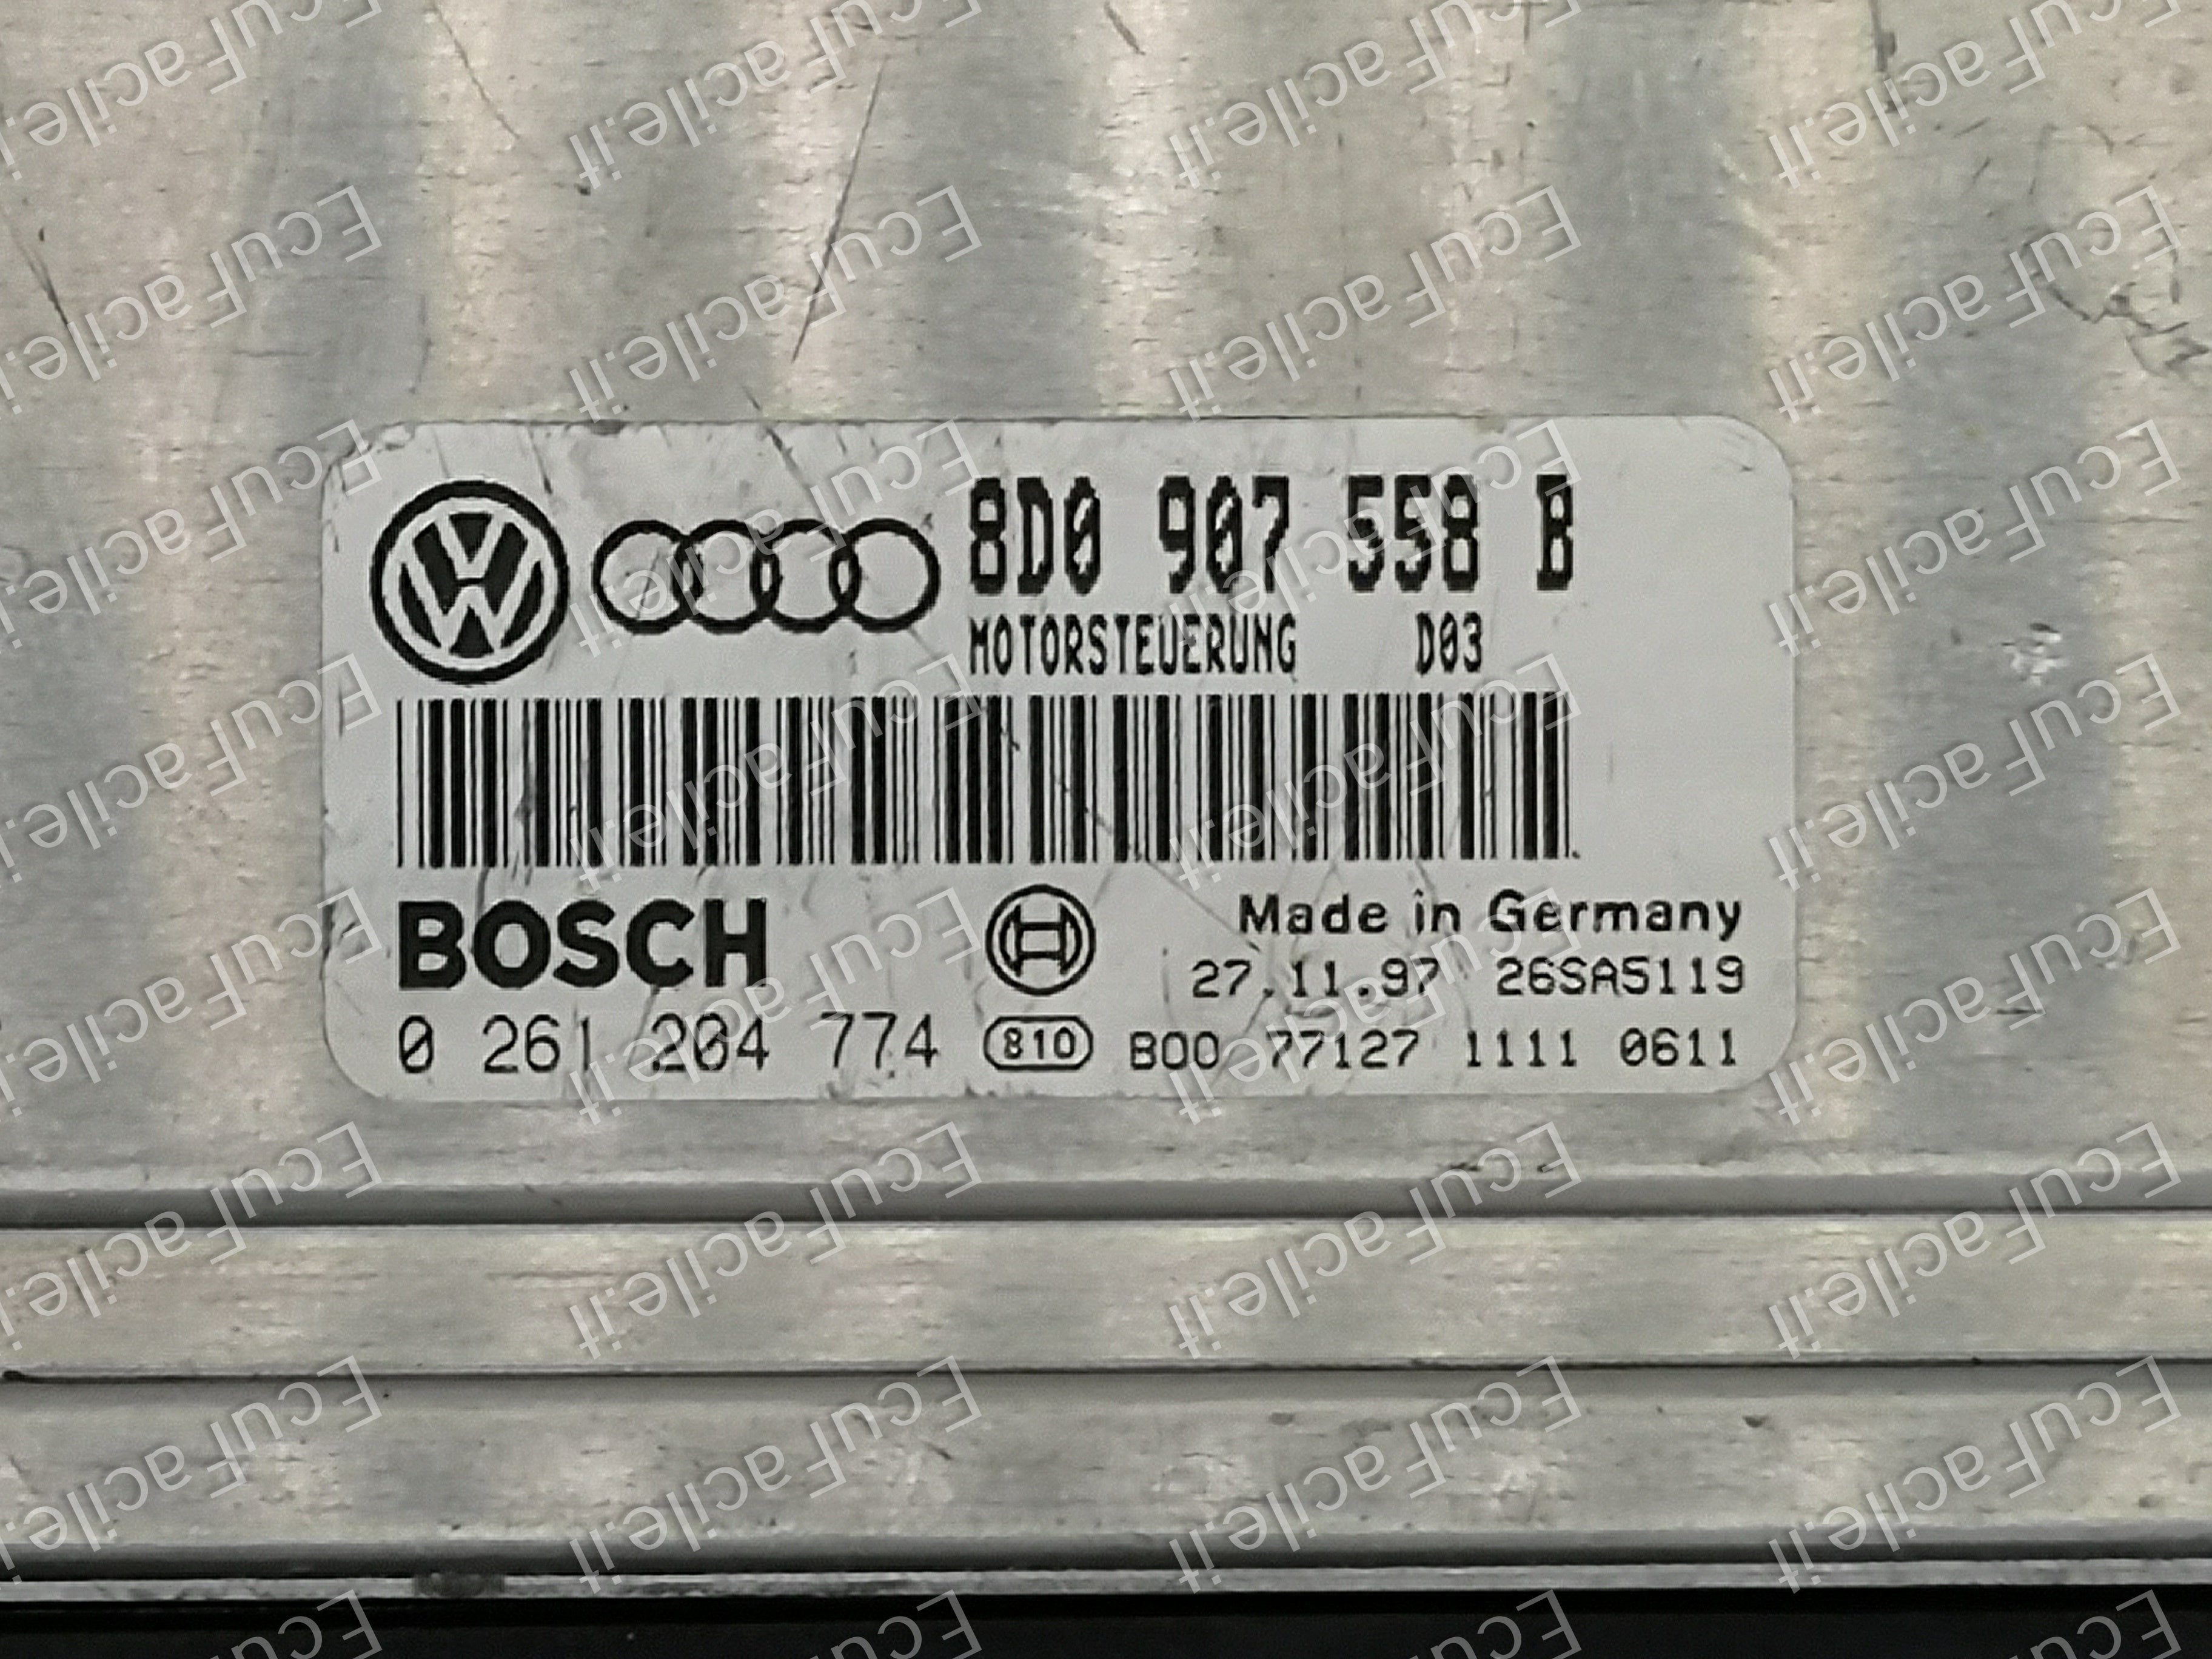 8D0 907 558 B
MOTORSTEUERUNG D03
BOSCH
Made in Germany
27.11.97 26SA5119
0 261 204 774 810 B00 77127 1111 0611
EcuFacile.it